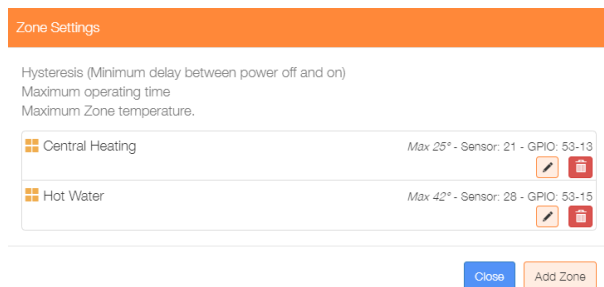 Zone Settings
Hysteresis (Minimum delay between power off and on)
Maximum operating time
Maximum Zone temperature.
Central Heating Max 25° - Sensor: 21 - GPIO: 53-13
Hot Water Max 42° - Sensor: 28 - GPIO: 53-15
Close Add Zone